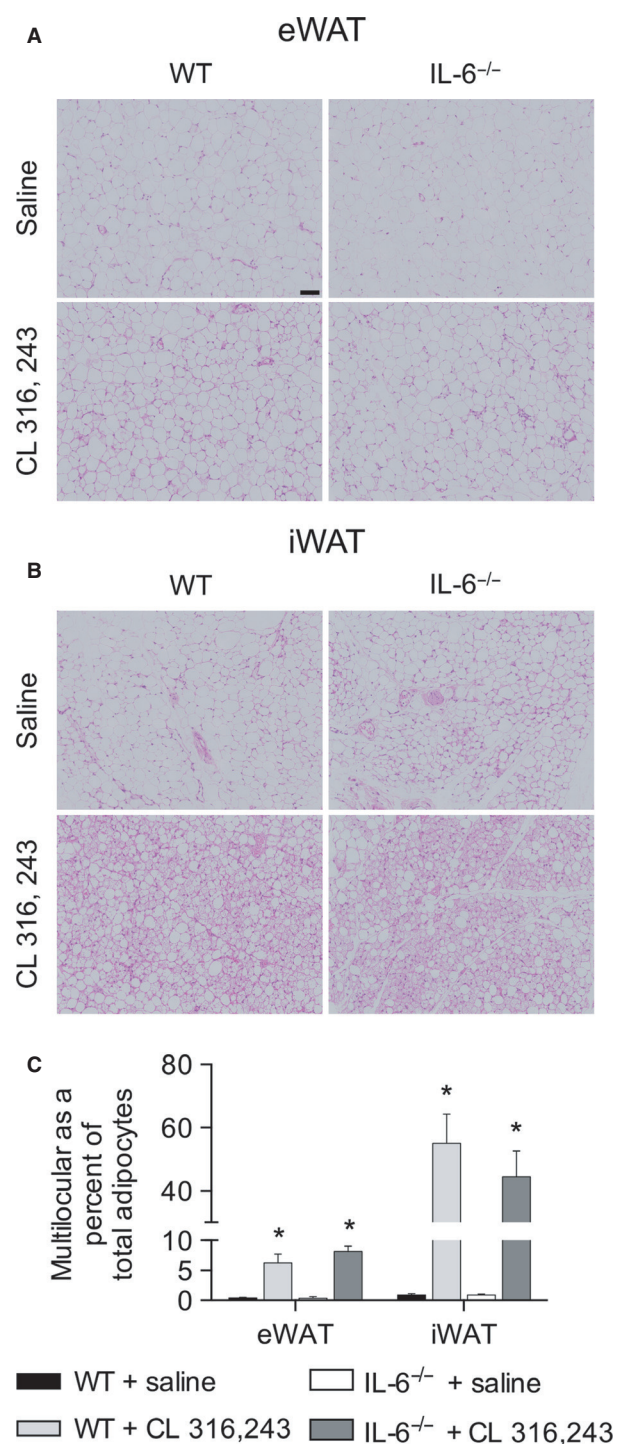 A
eWAT
WT IL-6⁻/⁻
Saline
CL 316, 243
B
iWAT
WT IL-6⁻/⁻
Saline
CL 316, 243
C
Multilocular as a
percent of
total adipocytes
80
60
40
10
5
0
* * * *
eWAT iWAT
WT + saline IL-6⁻/⁻ + saline
WT + CL 316,243 IL-6⁻/⁻ + CL 316,243